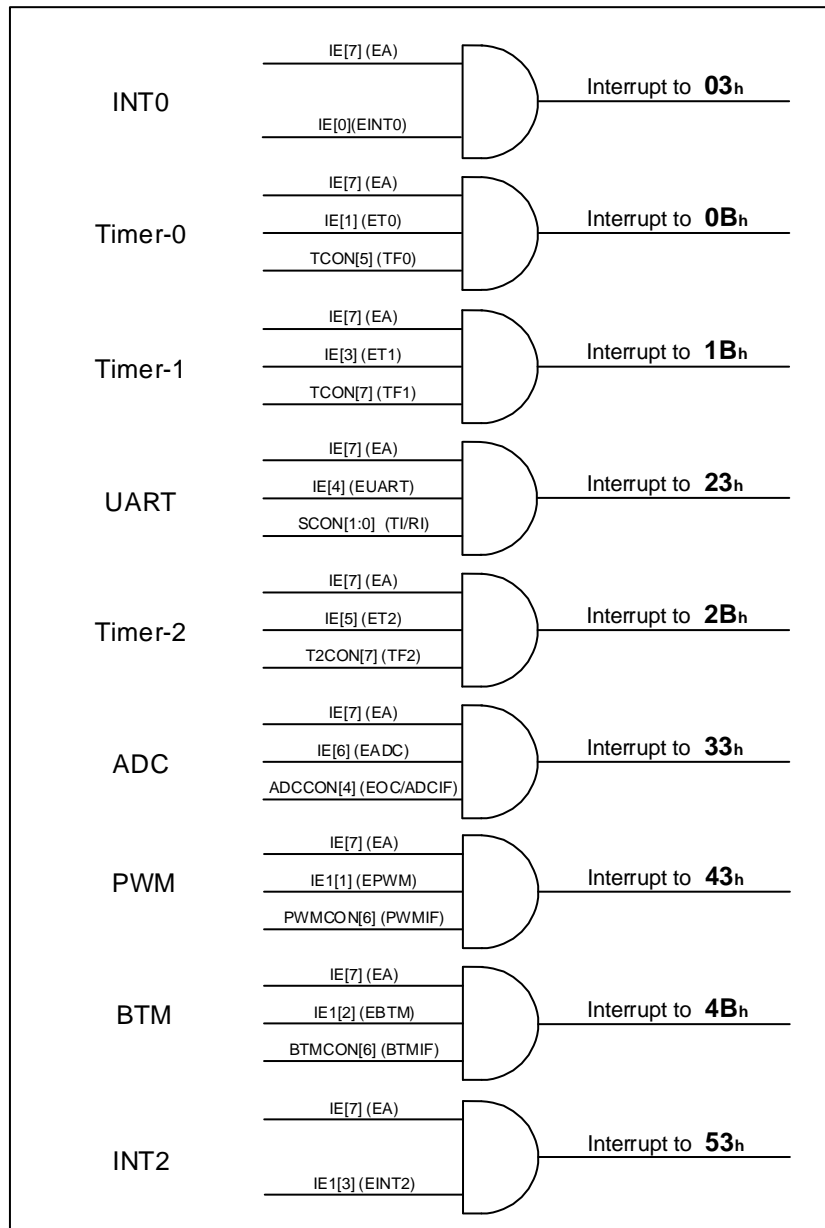 IE[7] (EA)
INT0
Interrupt to 03h
IE[0](EINT0)
IE[7] (EA)
Timer-0
IE[1] (ET0)
Interrupt to 0Bh
TCON[5] (TF0)
IE[7] (EA)
Timer-1
IE[3] (ET1)
Interrupt to 1Bh
TCON[7] (TF1)
IE[7] (EA)
UART
IE[4] (EUART)
Interrupt to 23h
SCON[1:0] (TI/RI)
IE[7] (EA)
Timer-2
IE[5] (ET2)
Interrupt to 2Bh
T2CON[7] (TF2)
IE[7] (EA)
ADC
IE[6] (EADC)
Interrupt to 33h
ADCCON[4] (EOC/ADCIF)
IE[7] (EA)
PWM
IE1[1] (EPWM)
Interrupt to 43h
PWMCON[6] (PWMIF)
IE[7] (EA)
BTM
IE1[2] (EBTM)
Interrupt to 4Bh
BTMCON[6] (BTMIF)
IE[7] (EA)
INT2
Interrupt to 53h
IE1[3] (EINT2)